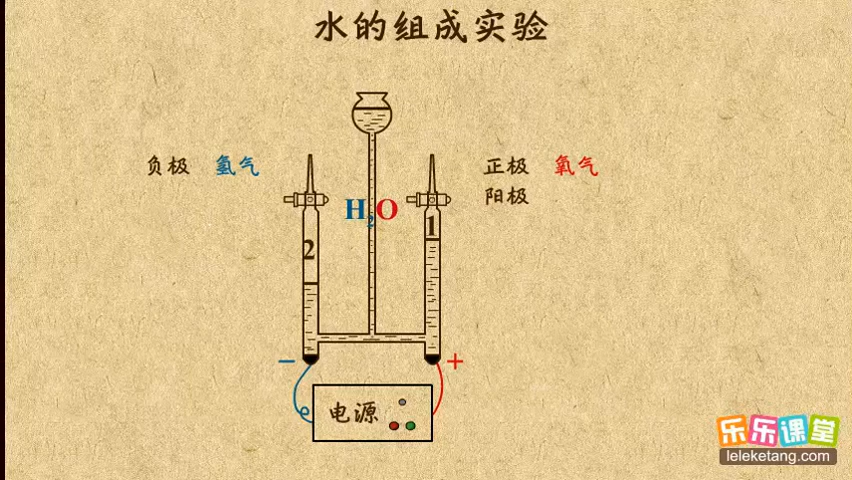 水的组成实验
负极 氢气
正极 氧气
阳极
H₂O
1
2
− +
电源
乐乐课堂
leleketang.com